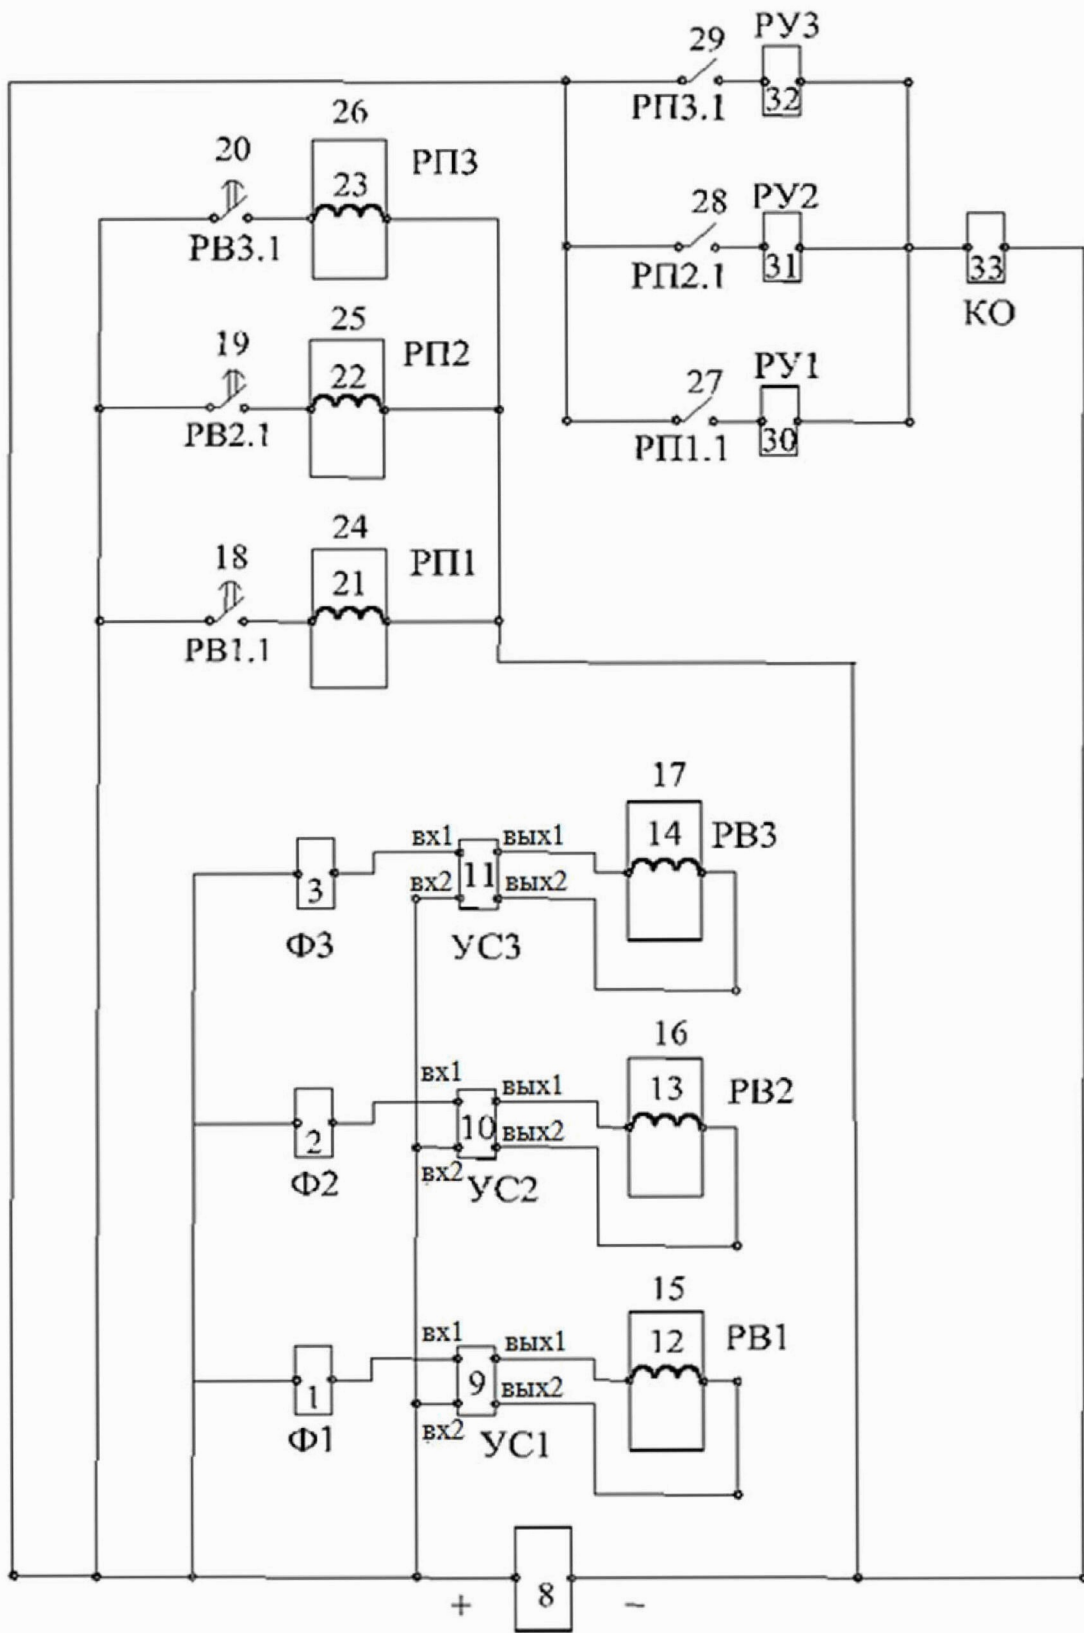 29 РУ3
32
РП3.1
26
20
РП3
23
РВ3.1
28 РУ2
31
РП2.1
33
КО
25
19
РП2
22
РВ2.1
27 РУ1
30
РП1.1
24
18
РП1
21
РВ1.1
17
вх1 вых1 14 РВ3
3 вх2 11 вых2
Ф3 УС3
16
вх1 вых1 13 РВ2
2 10 вых2
вх2
Ф2 УС2
15
вх1 вых1 12 РВ1
1 9 вых2
вх2
Ф1 УС1
+ 8 −